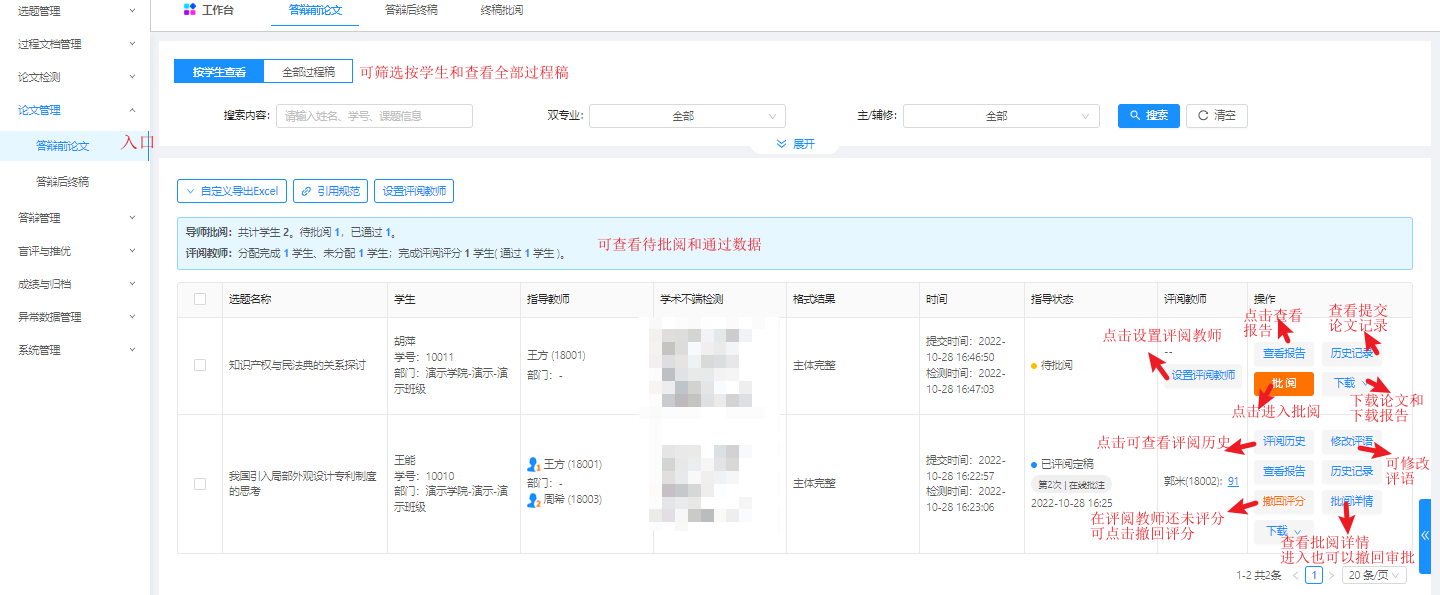 选题管理
工作台
答辩前论文
答辩后终稿
终稿批阅
过程文档管理
论文检测
论文管理
答辩前论文
入口
答辩后终稿
答辩管理
盲评与推优
成绩与归档
异常数据管理
系统管理
按学生查看
全部过程稿
可筛选按学生和查看全部过程稿
搜索内容:
请输入姓名、学号、课题信息
双专业:
全部
主/辅修:
全部
搜索
清空
展开
自定义导出Excel
引用规范
设置评阅教师
导师批阅：共计学生 2。待批阅 1，已通过 1。
评阅教师：分配完成 1 学生、未分配 1 学生；完成评阅评分 1 学生( 通过 1 学生 )。
可查看待批阅和通过数据
选题名称
学生
指导教师
学术不端检测
格式结果
时间
指导状态
评阅教师
操作
知识产权与民法典的关系探讨
胡萍
学号：10011
部门：演示学院-演示-演
示班级
王方 (18001)
部门：-
主体完整
提交时间：2022-
10-28 16:46:50
检测时间：2022-
10-28 16:47:03
待批阅
点击设置评阅教师
--
设置评阅教师
点击查看
报告
查看提交
论文记录
查看报告
历史记录
批 阅
下载
点击进入批阅
下载论文和
下载报告
我国引入局部外观设计专利制度
的思考
王能
学号：10010
部门：演示学院-演示-演
示班级
1 王方 (18001)
部门：-
2 周希 (18003)
主体完整
提交时间：2022-
10-28 16:22:57
检测时间：2022-
10-28 16:23:06
已评阅定稿
第2次 | 在线批注
2022-10-28 16:25
郭米(18002):  91
点击可查看评阅历史
评阅历史
修改评语
可修改
评语
查看报告
历史记录
撤回评分
批阅详情
在评阅教师还未评分
可点击撤回评分
下载
查看批阅详情
进入也可以撤回审批
1-2 共2条
1
20 条/页